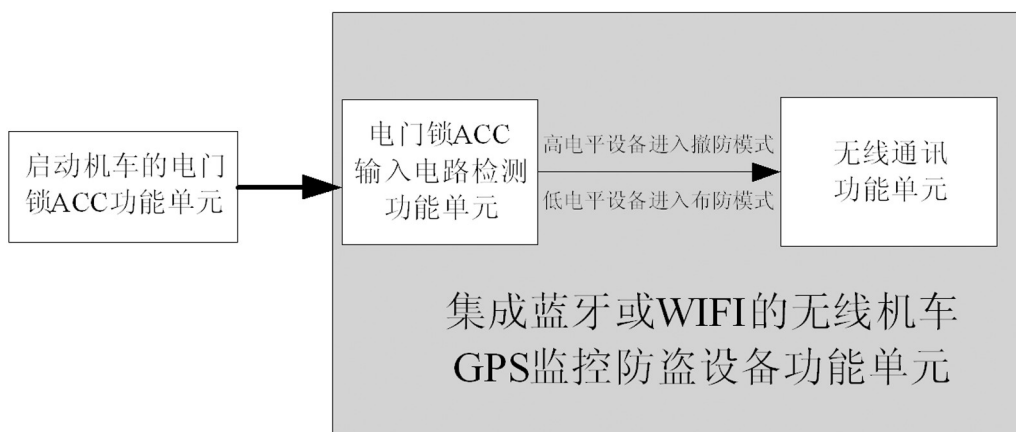 启动机车的电门
锁ACC功能单元
电门锁ACC
输入电路检测
功能单元
高电平设备进入撤防模式
低电平设备进入布防模式
无线通讯
功能单元
集成蓝牙或WIFI的无线机车
GPS监控防盗设备功能单元